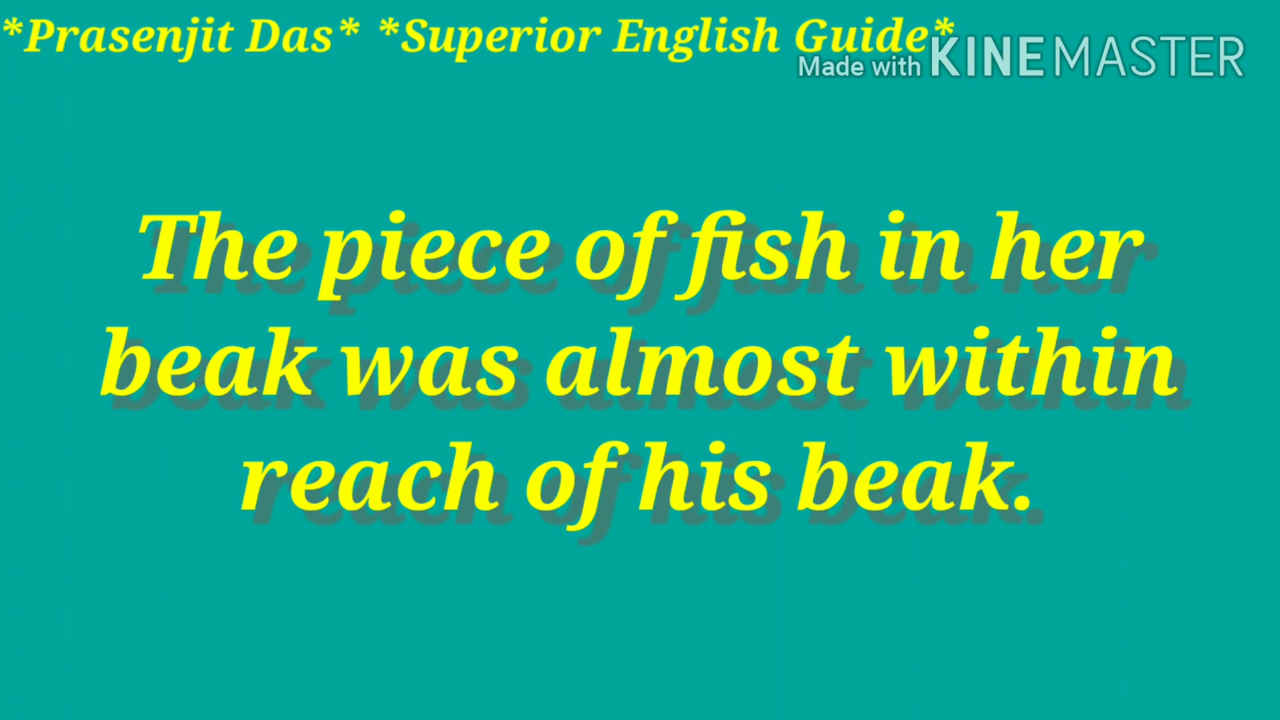 *Prasenjit Das* *Superior English Guide*
Made with KINEMASTER
The piece of fish in her
beak was almost within
reach of his beak.